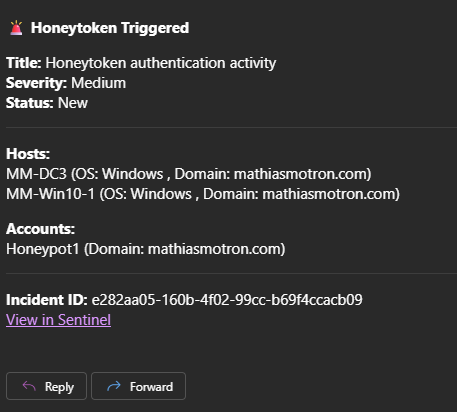 🚨 Honeytoken Triggered
Title: Honeytoken authentication activity
Severity: Medium
Status: New
Hosts:
MM-DC3 (OS: Windows , Domain: mathiasmotron.com)
MM-Win10-1 (OS: Windows , Domain: mathiasmotron.com)
Accounts:
Honeypot1 (Domain: mathiasmotron.com)
Incident ID: e282aa05-160b-4f02-99cc-b69f4ccacb09
View in Sentinel
Reply Forward